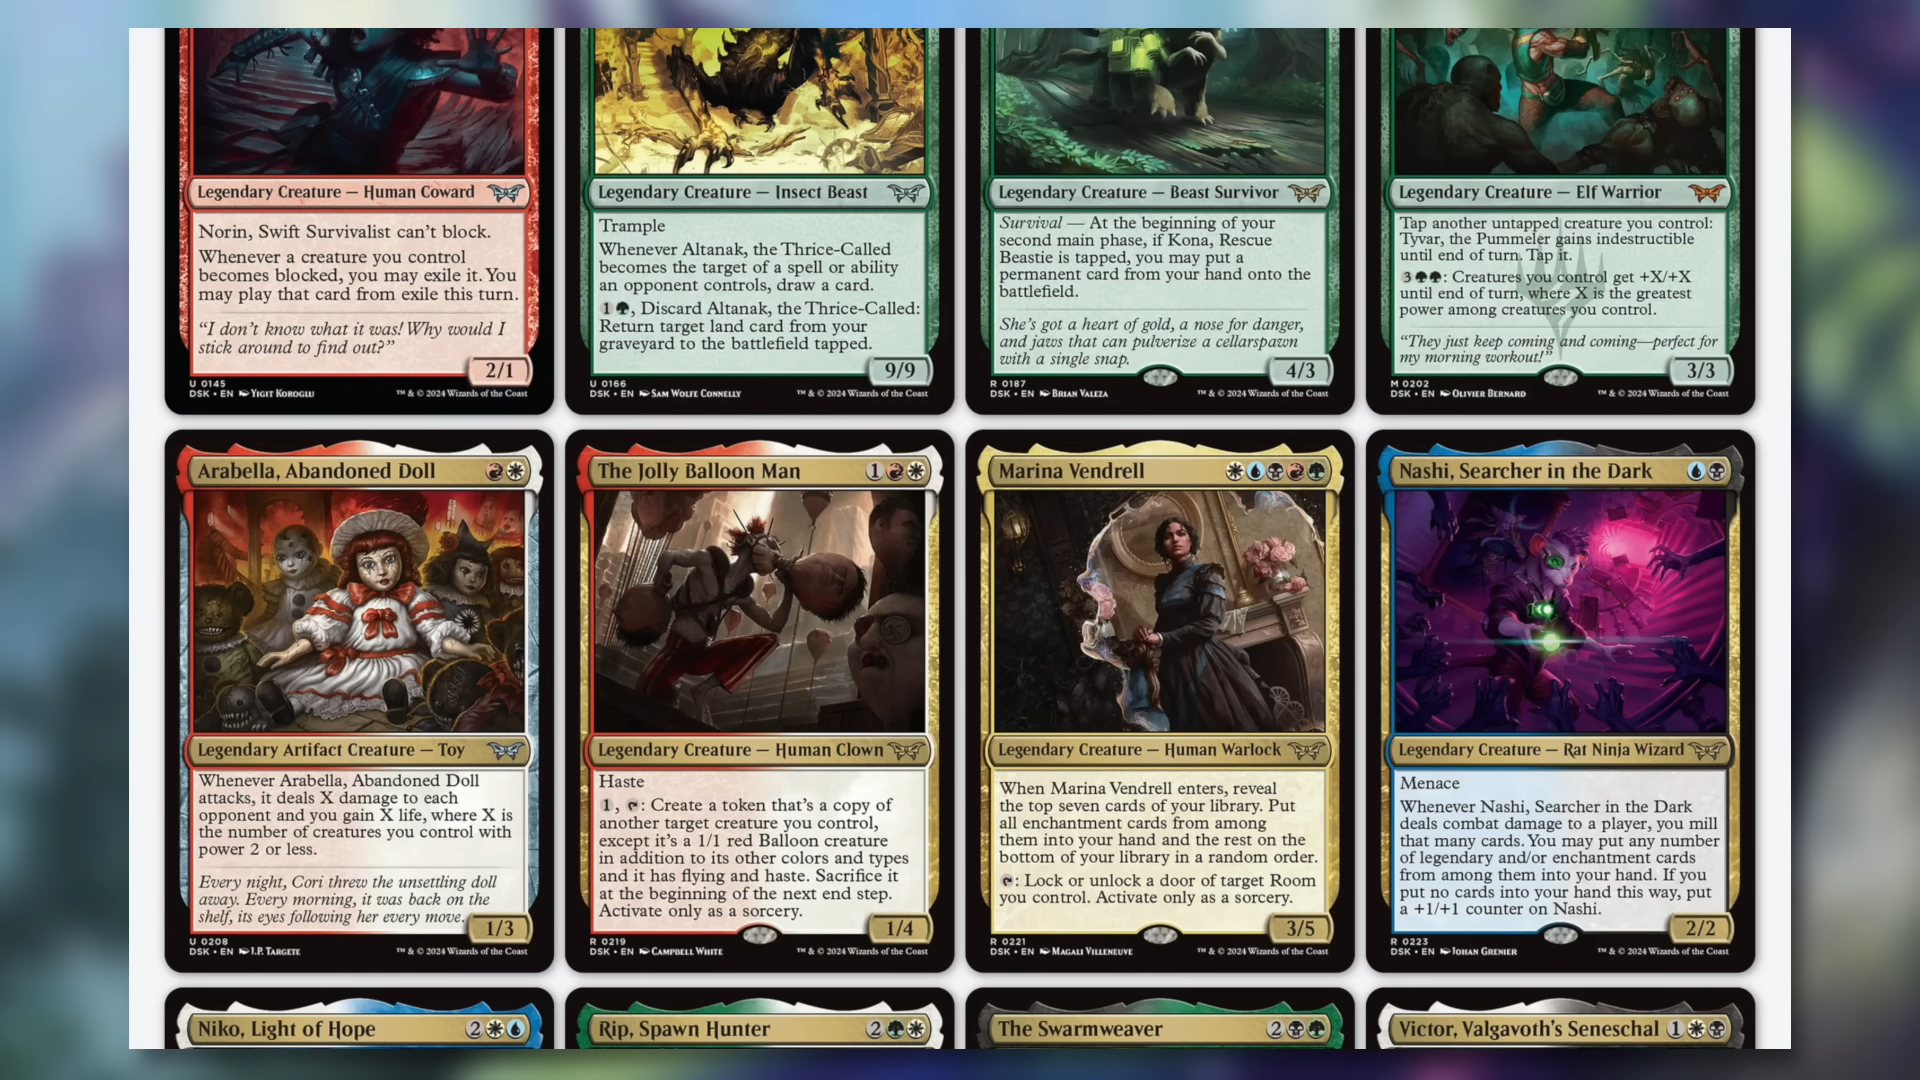 Legendary Creature — Human Coward
Norin, Swift Survivalist can't block.
Whenever a creature you control
becomes blocked, you may exile it. You
may play that card from exile this turn.
"I don't know what it was! Why would I
stick around to find out?"
2/1
U 0145
DSK • EN YIGIT KOROGLU
™ & © 2024 Wizards of the Coast
Legendary Creature — Insect Beast
Trample
Whenever Altanak, the Thrice-Called
becomes the target of a spell or ability
an opponent controls, draw a card.
1, Discard Altanak, the Thrice-Called:
Return target land card from your
graveyard to the battlefield tapped.
9/9
U 0166
DSK • EN SAM WOLFE CONNELLY
™ & © 2024 Wizards of the Coast
Legendary Creature — Beast Survivor
Survival — At the beginning of your
second main phase, if Kona, Rescue
Beastie is tapped, you may put a
permanent card from your hand onto the
battlefield.
She's got a heart of gold, a nose for danger,
and jaws that can pulverize a cellarspawn
with a single snap.
4/3
R 0187
DSK • EN BRIAN VALEZA
™ & © 2024 Wizards of the Coast
Legendary Creature — Elf Warrior
Tap another untapped creature you control:
Tyvar, the Pummeler gains indestructible
until end of turn. Tap it.
3: Creatures you control get +X/+X
until end of turn, where X is the greatest
power among creatures you control.
"They just keep coming and coming—perfect for
my morning workout!"
3/3
M 0202
DSK • EN OLIVIER BERNARD
™ & © 2024 Wizards of the Coast
Arabella, Abandoned Doll
Legendary Artifact Creature — Toy
Whenever Arabella, Abandoned Doll
attacks, it deals X damage to each
opponent and you gain X life, where X is
the number of creatures you control with
power 2 or less.
Every night, Cori threw the unsettling doll
away. Every morning, it was back on the
shelf, its eyes following her every move.
1/3
U 0208
DSK • EN J.P. TARGETE
™ & © 2024 Wizards of the Coast
The Jolly Balloon Man 1
Legendary Creature — Human Clown
Haste
1, : Create a token that's a copy of
another target creature you control,
except it's a 1/1 red Balloon creature
in addition to its other colors and types
and it has flying and haste. Sacrifice it
at the beginning of the next end step.
Activate only as a sorcery.
1/4
R 0219
DSK • EN CAMPBELL WHITE
™ & © 2024 Wizards of the Coast
Marina Vendrell
Legendary Creature — Human Warlock
When Marina Vendrell enters, reveal
the top seven cards of your library. Put
all enchantment cards from among
them into your hand and the rest on the
bottom of your library in a random order.
: Lock or unlock a door of target Room
you control. Activate only as a sorcery.
3/5
R 0221
DSK • EN MAGALI VILLENEUVE
™ & © 2024 Wizards of the Coast
Nashi, Searcher in the Dark
Legendary Creature — Rat Ninja Wizard
Menace
Whenever Nashi, Searcher in the Dark
deals combat damage to a player, you mill
that many cards. You may put any number
of legendary and/or enchantment cards
from among them into your hand. If you
put no cards into your hand this way, put
a +1/+1 counter on Nashi.
2/2
R 0223
DSK • EN JOHAN GRENIER
™ & © 2024 Wizards of the Coast
Niko, Light of Hope 2
Rip, Spawn Hunter 2
The Swarmweaver 2
Victor, Valgavoth's Seneschal 1